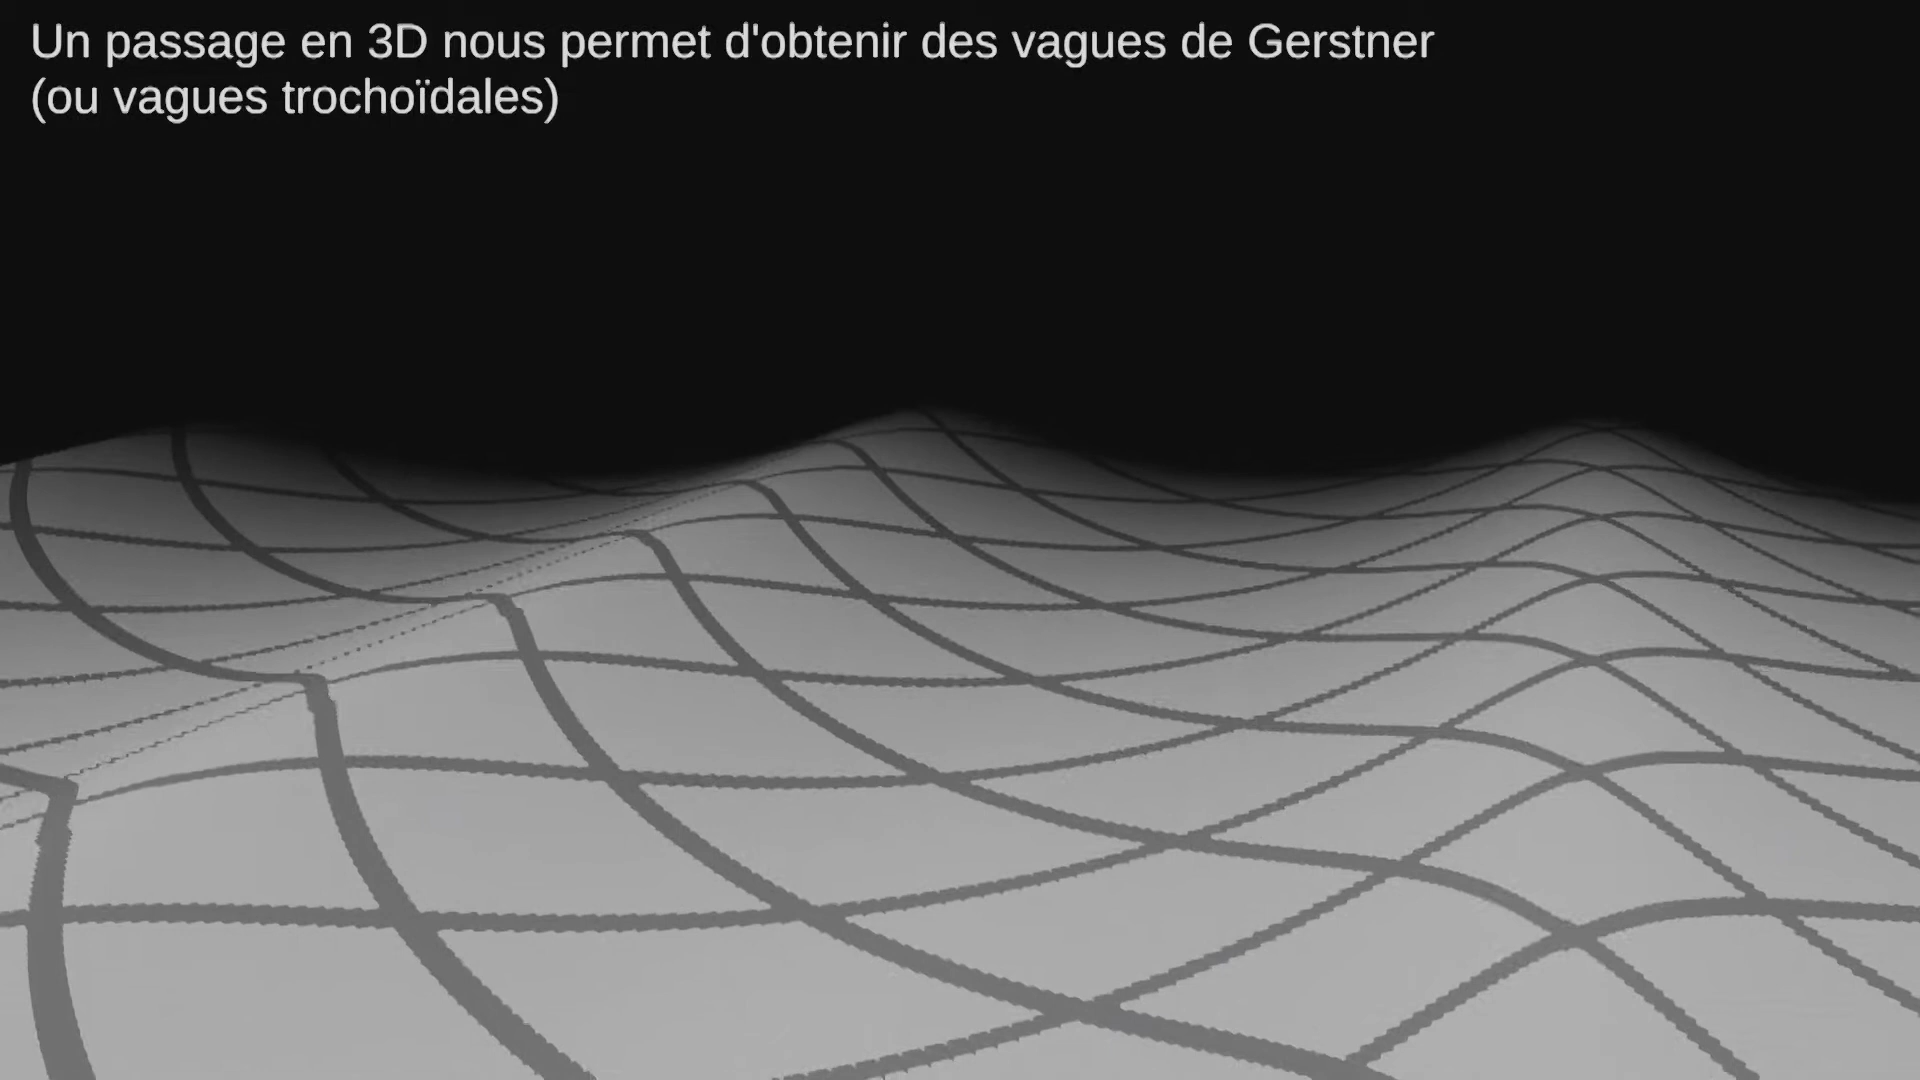 Un passage en 3D nous permet d'obtenir des vagues de Gerstner
(ou vagues trochoïdales)